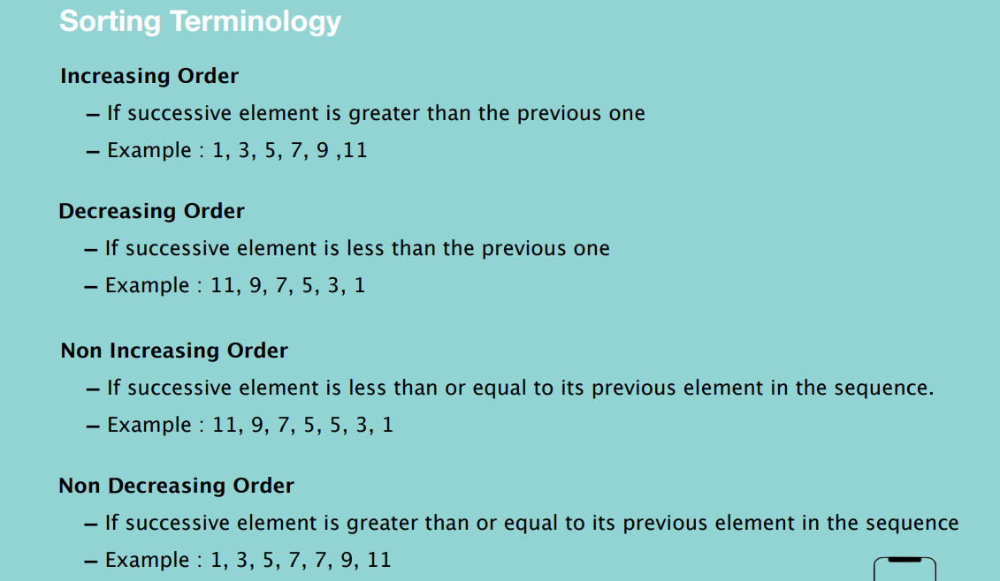 Sorting Terminology
Increasing Order
– If successive element is greater than the previous one
– Example : 1, 3, 5, 7, 9 ,11
Decreasing Order
– If successive element is less than the previous one
– Example : 11, 9, 7, 5, 3, 1
Non Increasing Order
– If successive element is less than or equal to its previous element in the sequence.
– Example : 11, 9, 7, 5, 5, 3, 1
Non Decreasing Order
– If successive element is greater than or equal to its previous element in the sequence
– Example : 1, 3, 5, 7, 7, 9, 11